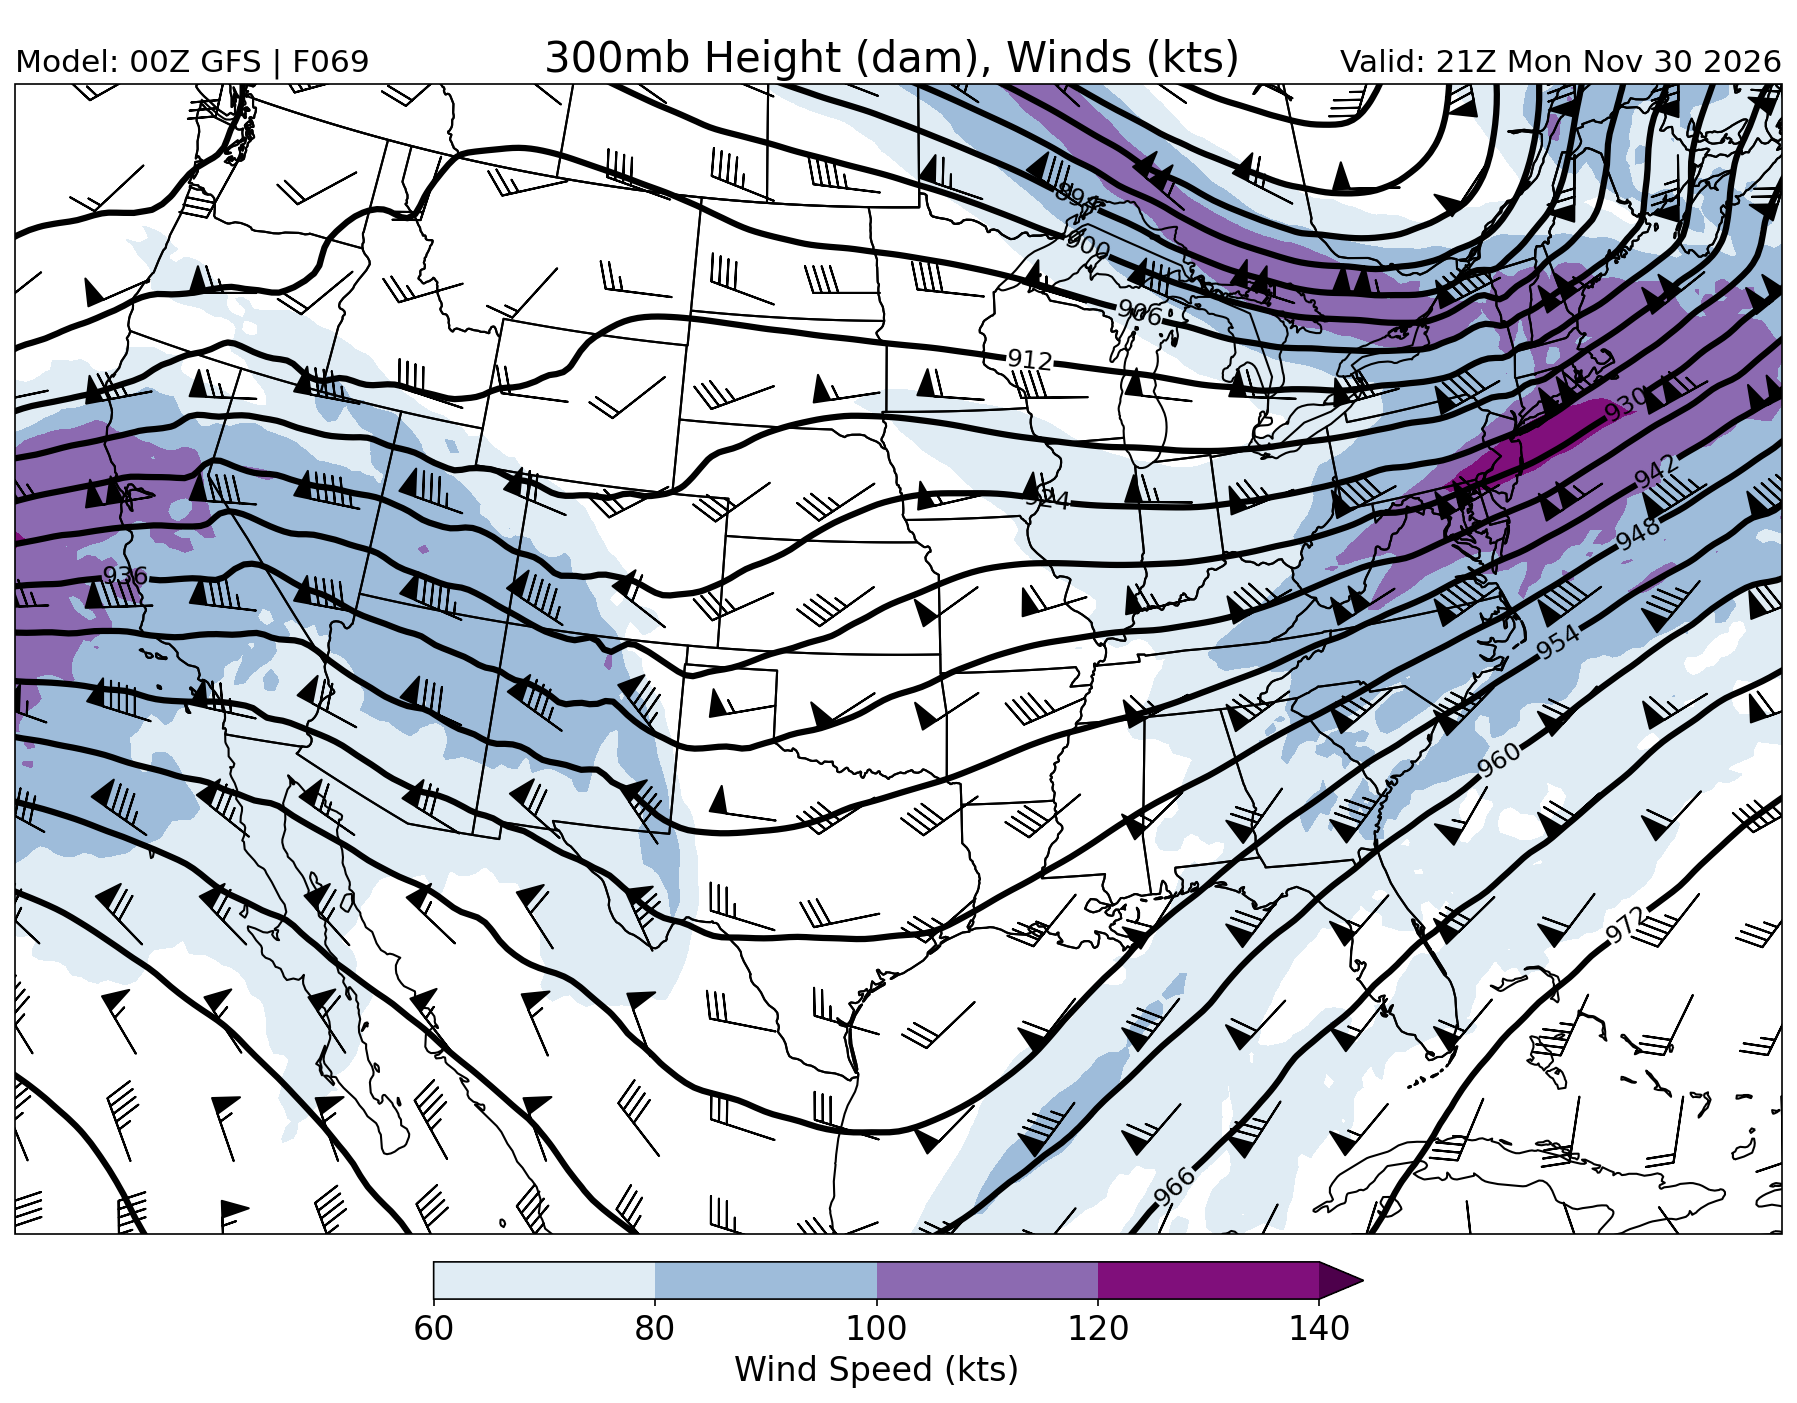 Model: 00Z GFS | F069
300mb Height (dam), Winds (kts)
Valid: 21Z Mon Nov 30 2026
894
900
906
912
930
942
924
948
936
954
960
972
966
60 80 100 120 140
Wind Speed (kts)